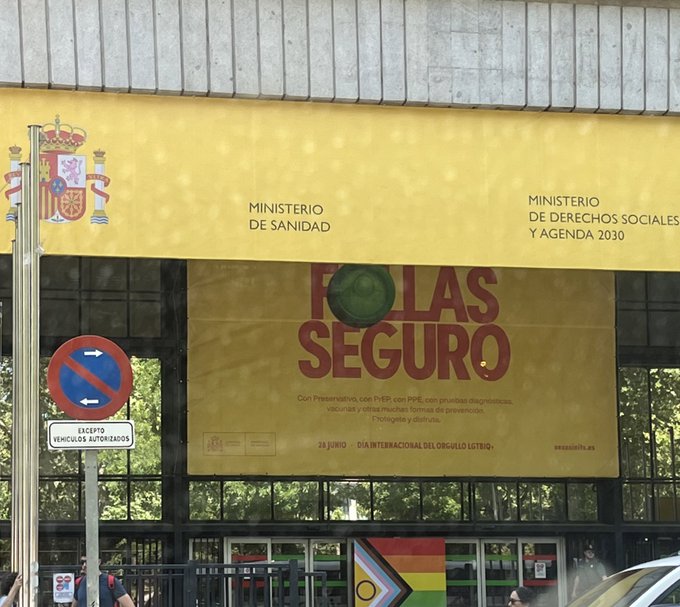 MINISTERIO
DE SANIDAD
MINISTERIO
DE DERECHOS SOCIALES
Y AGENDA 2030
F LAS
SEGURO
Con Preservativo, con PrEP, con PPE, con pruebas diagnósticas,
vacunas y otras muchas formas de prevención.
Protégete y disfruta.
28 JUNIO DÍA INTERNACIONAL DEL ORGULLO LGTBIQ+
EXCEPTO
VEHICULOS AUTORIZADOS